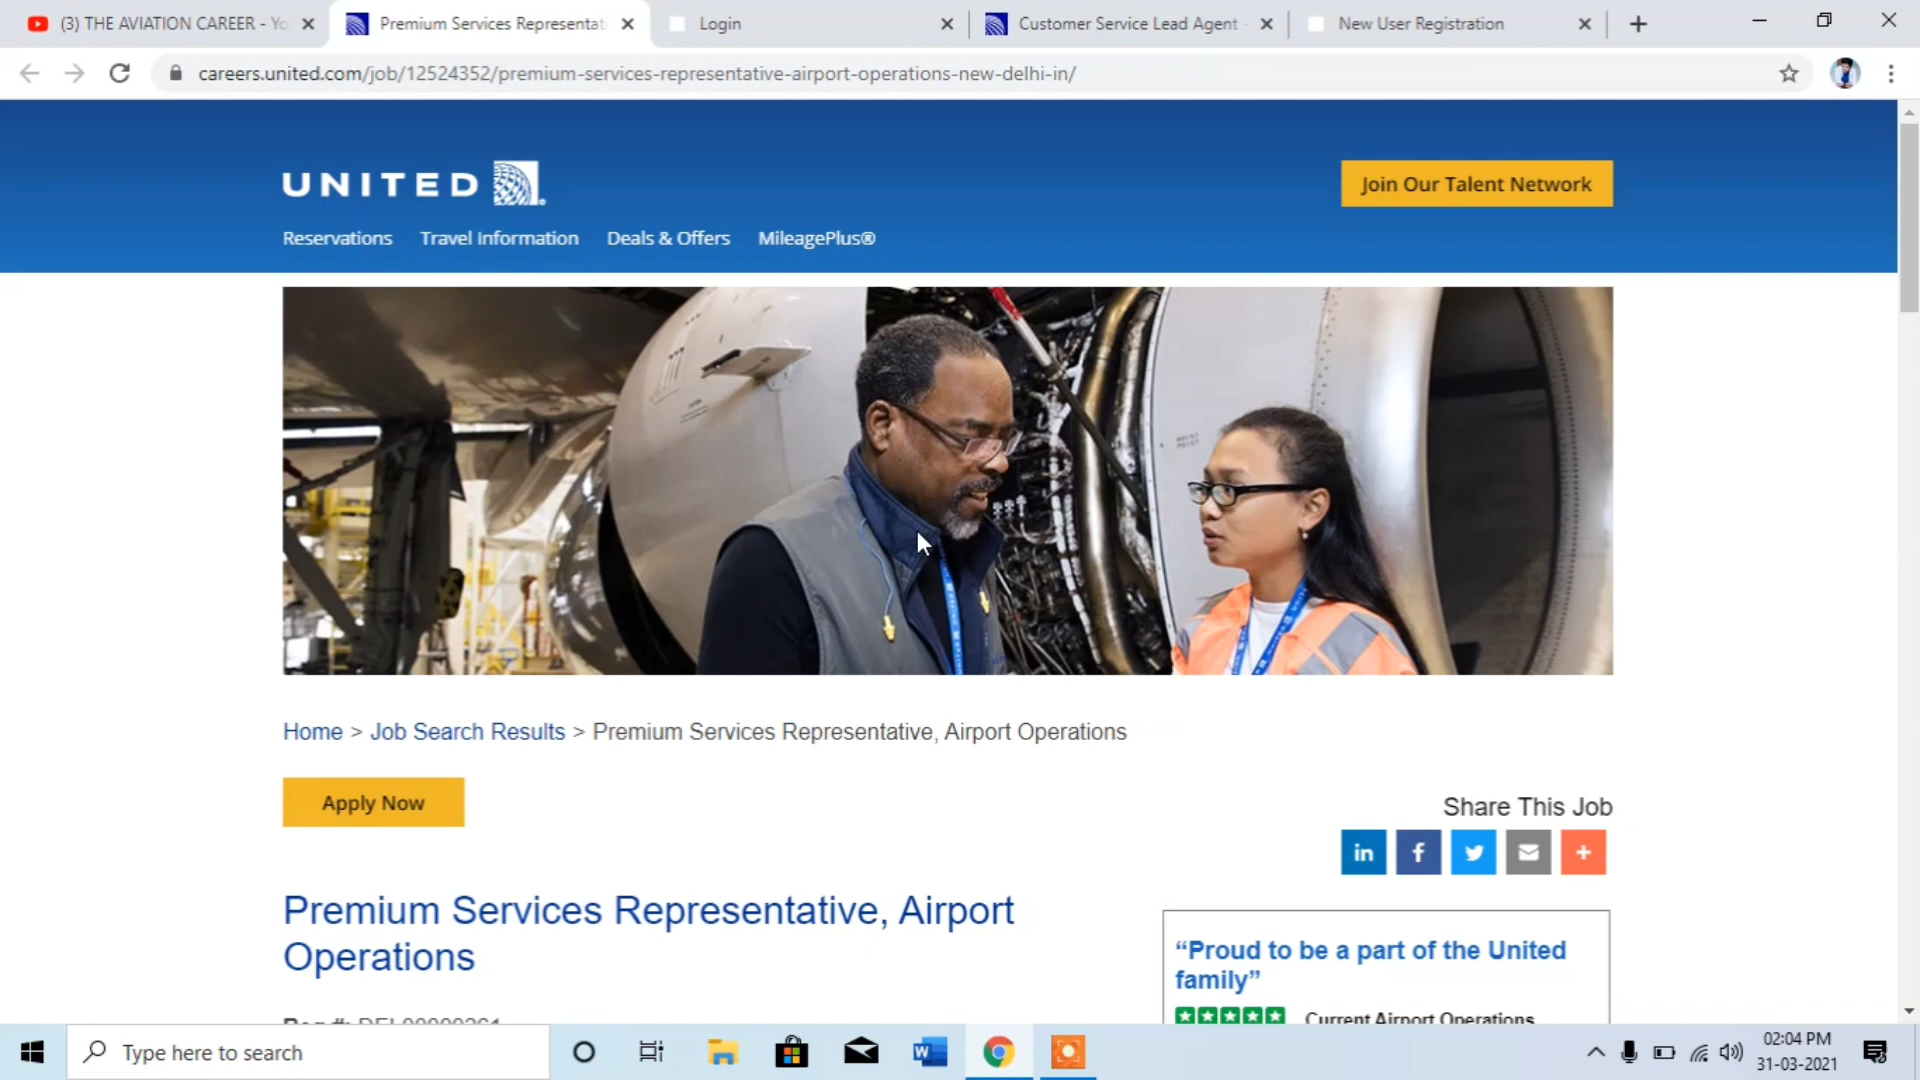 (3) THE AVIATION CAREER - Yo
Premium Services Representat
Login
Customer Service Lead Agent
New User Registration
careers.united.com/job/12524352/premium-services-representative-airport-operations-new-delhi-in/
UNITED
Join Our Talent Network
Reservations
Travel Information
Deals & Offers
MileagePlus®
Home > Job Search Results > Premium Services Representative, Airport Operations
Apply Now
Share This Job
in f
Premium Services Representative, Airport
Operations
“Proud to be a part of the United
family”
Current Airport Operations
Type here to search
02:04 PM
31-03-2021